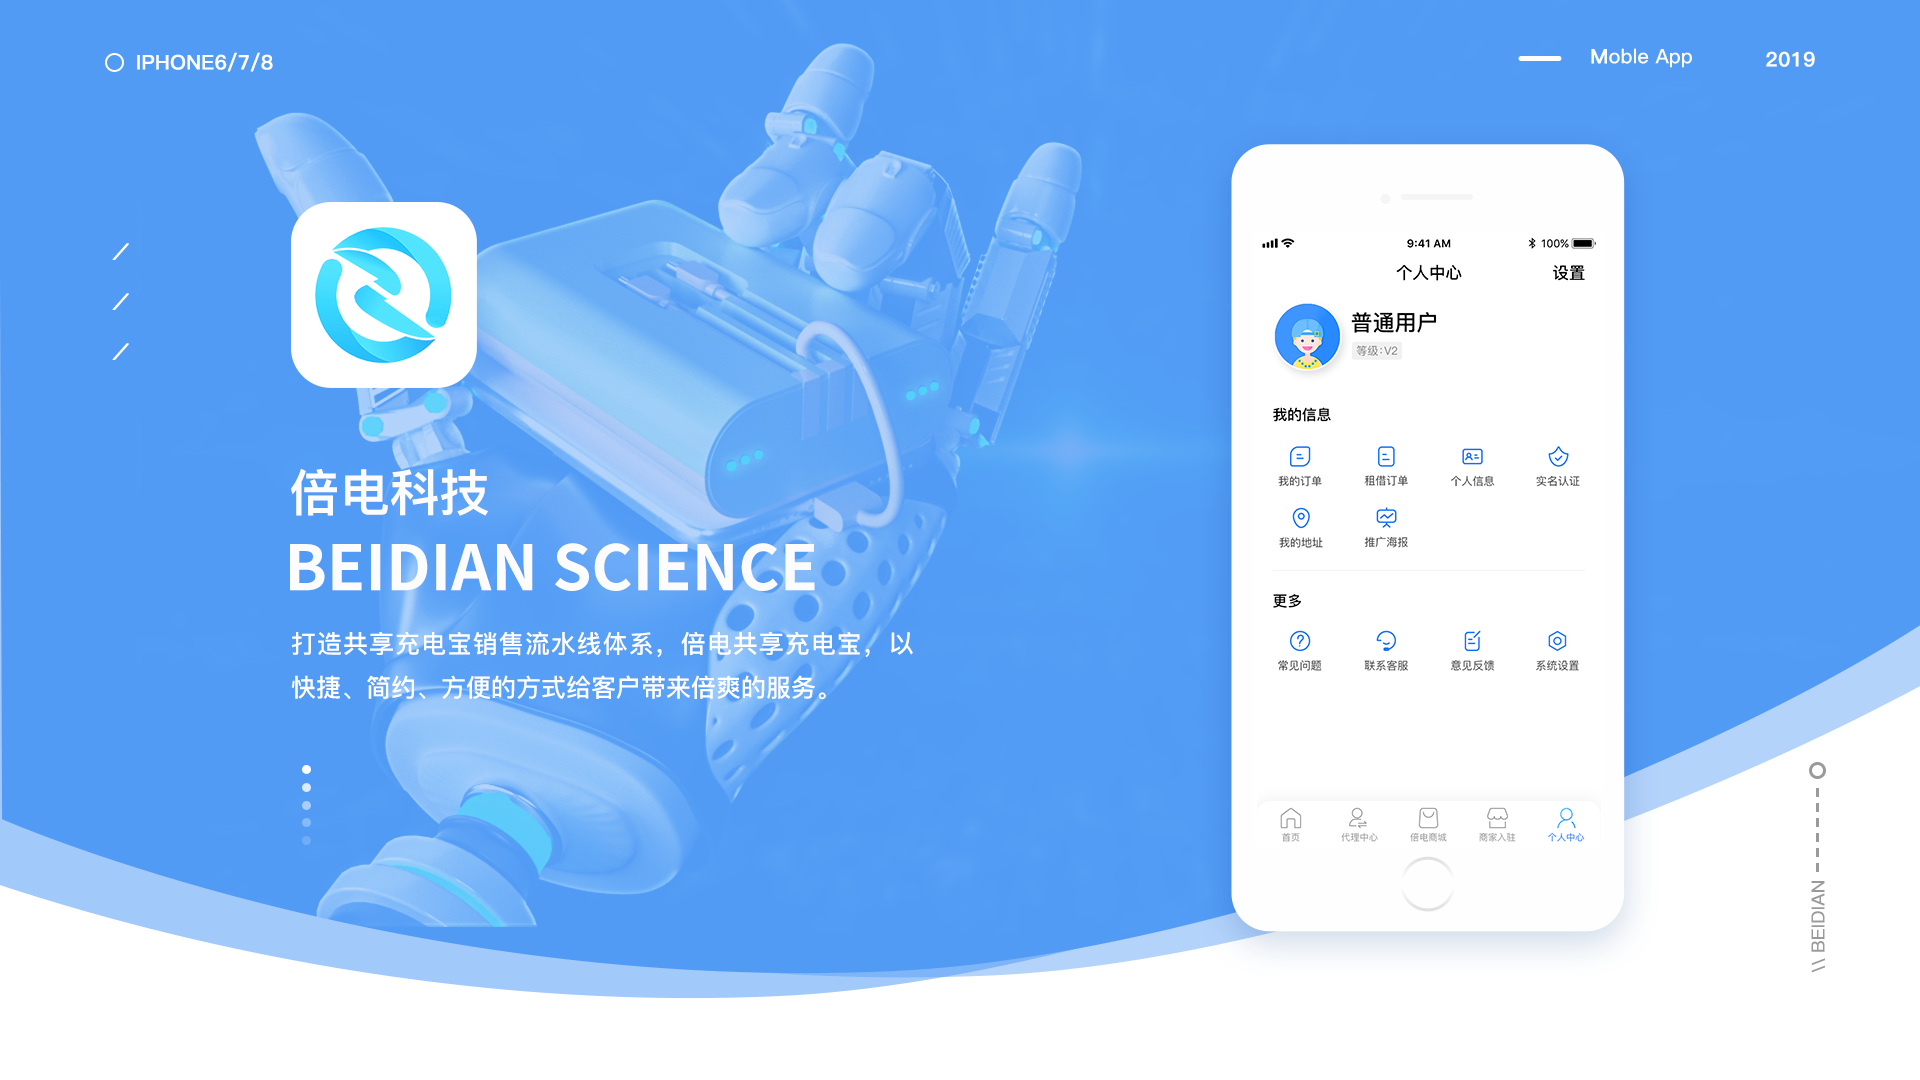 IPHONE6/7/8
Moble App
2019
倍电科技
BEIDIAN SCIENCE
打造共享充电宝销售流水线体系，倍电共享充电宝，以
快捷、简约、方便的方式给客户带来倍爽的服务。
9:41 AM
100%
个人中心
设置
普通用户
等级:V2
我的信息
我的订单
租借订单
个人信息
实名认证
我的地址
推广海报
更多
常见问题
联系客服
意见反馈
系统设置
首页
代理中心
倍电商城
商家入驻
个人中心
\\ BEIDIAN